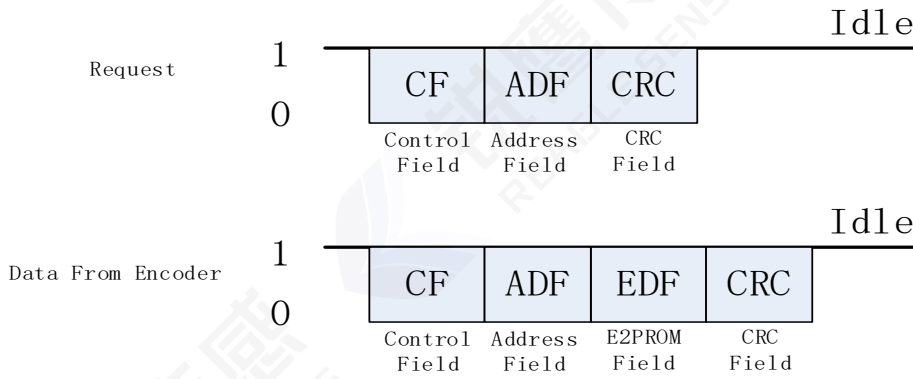 Idle
Request
1
0
CF ADF CRC
Control Field
Address Field
CRC Field
Idle
Data From Encoder
1
0
CF ADF EDF CRC
Control Field
Address Field
E2PROM Field
CRC Field